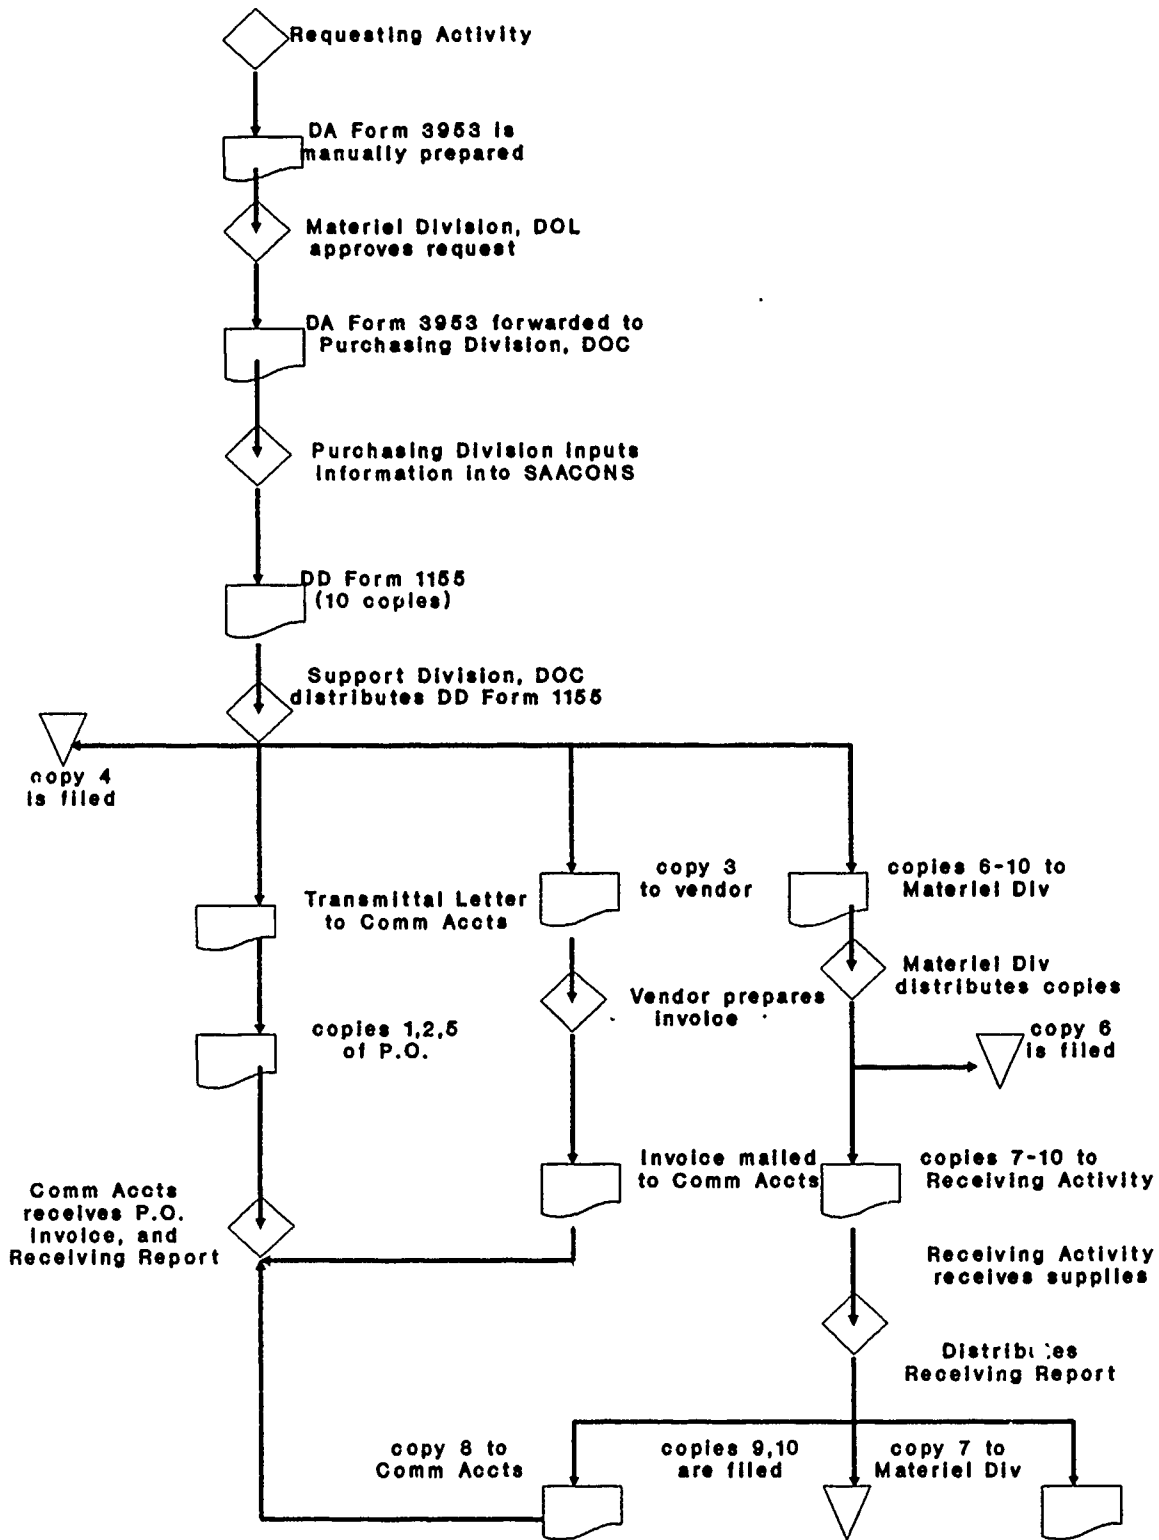 Requesting Activity
DA Form 3953 is
manually prepared
Materiel Division, DOL
approves request
DA Form 3953 forwarded to
Purchasing Division, DOC
Purchasing Division inputs
information into SAACONS
DD Form 1155
(10 copies)
Support Division, DOC
distributes DD Form 1155
copy 4
is filed
Transmittal Letter
to Comm Accts
copies 1,2,5
of P.O.
Comm Accts
receives P.O.
Invoice, and
Receiving Report
copy 3
to vendor
Vendor prepares
invoice
Invoice mailed
to Comm Accts
copies 6-10 to
Materiel Div
Materiel Div
distributes copies
copy 6
is filed
copies 7-10 to
Receiving Activity
Receiving Activity
receives supplies
Distributes
Receiving Report
copy 8 to
Comm Accts
copies 9,10
are filed
copy 7 to
Materiel Div